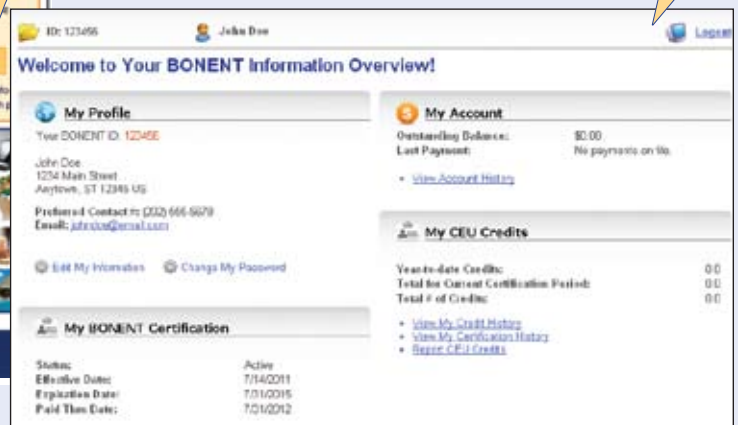 ID: 123456
John Doe
Logout
Welcome to Your BONENT Information Overview!
My Profile
Your BONENT ID: 123456
John Doe
1234 Main Street
Anytown, ST 12345 US
Preferred Contact #: (202) 555-5679
Email: johndoe@email.com
Edit My Information
Change My Password
My BONENT Certification
Status: Active
Effective Date: 7/14/2011
Expiration Date: 7/31/2015
Paid Thru Date: 7/31/2012
My Account
Outstanding Balance: $0.00
Last Payment: No payments on file.
View Account History
My CEU Credits
Year-to-date Credits: 0.0
Total for Current Certification Period: 0.0
Total # of Credits: 0.0
View My Credit History
View My Certification History
Report CEU Credits